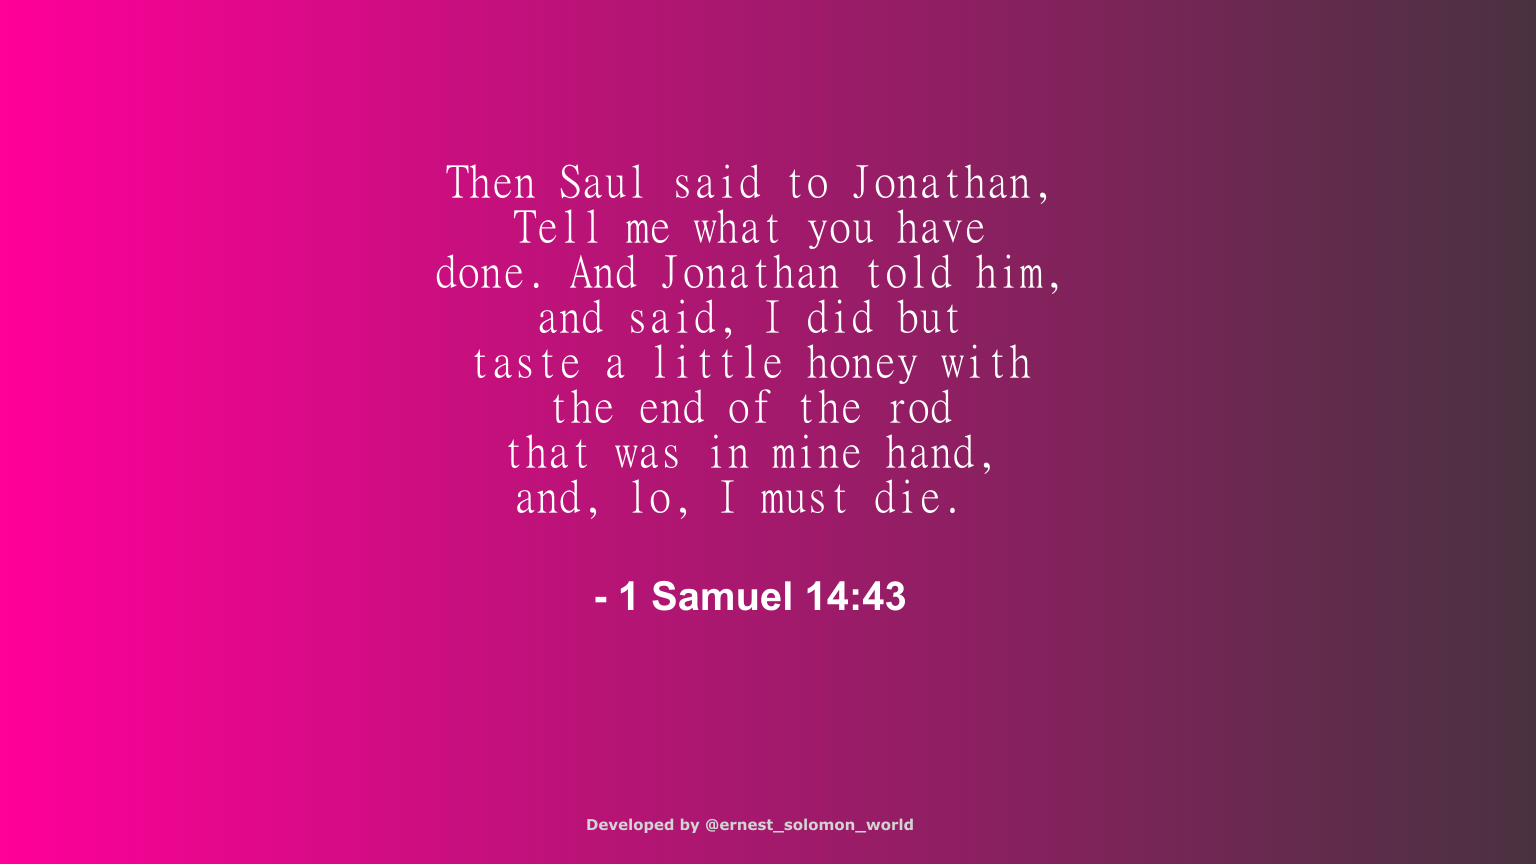 Then Saul said to Jonathan,
Tell me what you have
done. And Jonathan told him,
and said, I did but
taste a little honey with
the end of the rod
that was in mine hand,
and, lo, I must die.
- 1 Samuel 14:43
Developed by @ernest_solomon_world